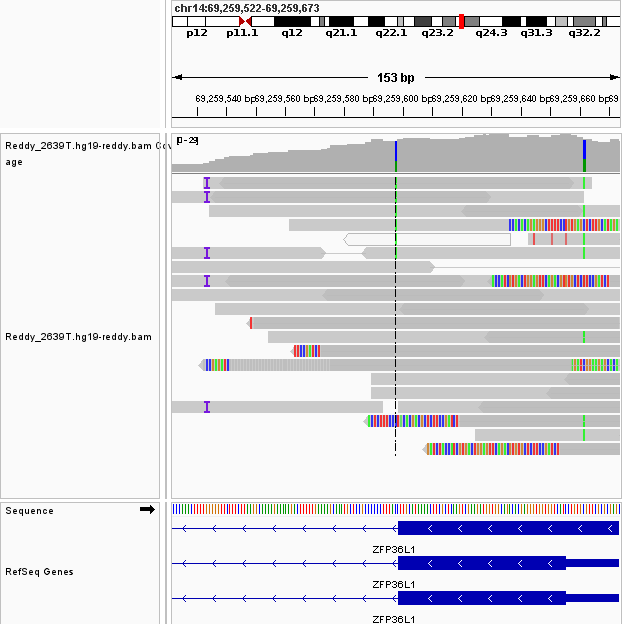 chr14:69,259,522-69,259,673
p12 p11.1 q12 q21.1 q22.1 q23.2 q24.3 q31.3 q32.2
153 bp
69,259,540 bp 69,259,560 bp 69,259,580 bp 69,259,600 bp 69,259,620 bp 69,259,640 bp 69,259,660 bp 69
Reddy_2639T.hg19-reddy.bam Cov
age
[0-29]
Reddy_2639T.hg19-reddy.bam
Sequence
ZFP36L1
RefSeq Genes
ZFP36L1
ZFP36L1